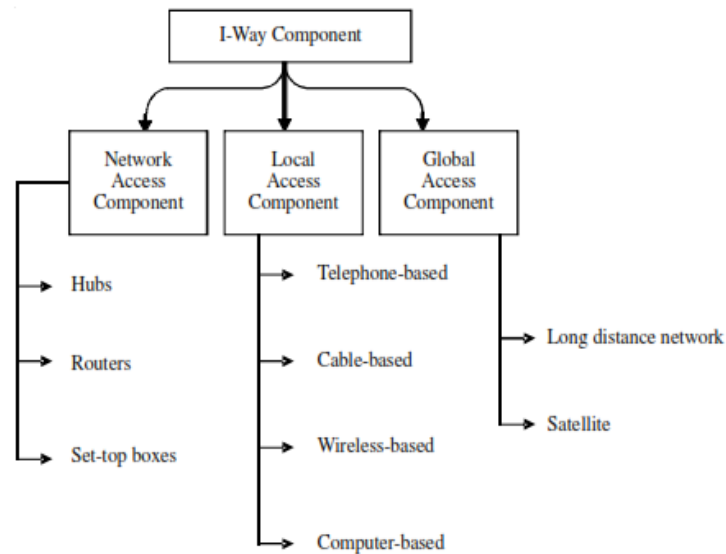 I-Way Component
Network
Access
Component
Local
Access
Component
Global
Access
Component
Hubs
Routers
Set-top boxes
Telephone-based
Cable-based
Wireless-based
Computer-based
Long distance network
Satellite